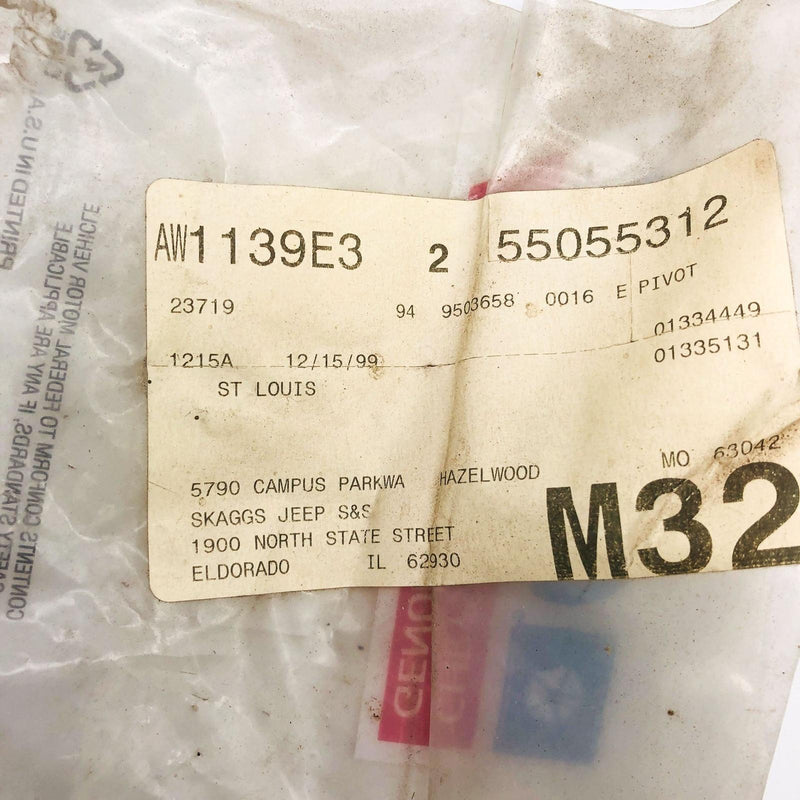 AW1139E3 2 55055312
23719 94 9503658 0016 E PIVOT
01334449
1215A 12/15/99 01335131
ST LOUIS
MO 63042
5790 CAMPUS PARKWA HAZELWOOD
SKAGGS JEEP S&S
1900 NORTH STATE STREET
ELDORADO IL 62930
M32
PRINTED IN U.S.A.
CONTENTS CONFORM TO FEDERAL MOTOR VEHICLE
SAFETY STANDARDS, IF ANY ARE APPLICABLE
GENU